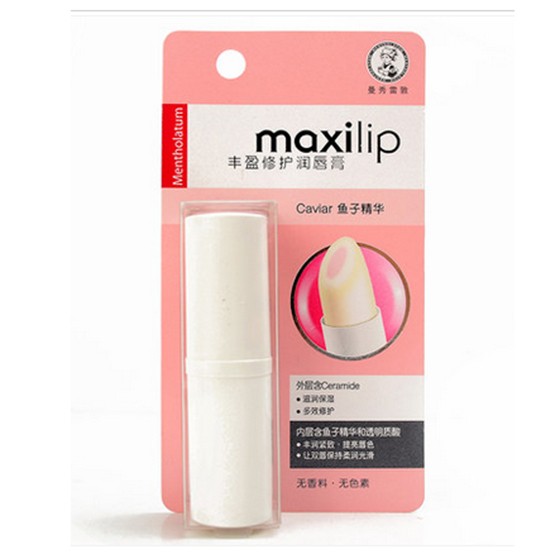 曼秀雷敦
Mentholatum
maxilip
丰盈修护润唇膏
Caviar 鱼子精华
外层含Ceramide
• 滋润保湿
• 多效修护
内层含鱼子精华和透明质酸
• 丰润紧致·提亮唇色
• 让双唇保持柔润光滑
无香料·无色素